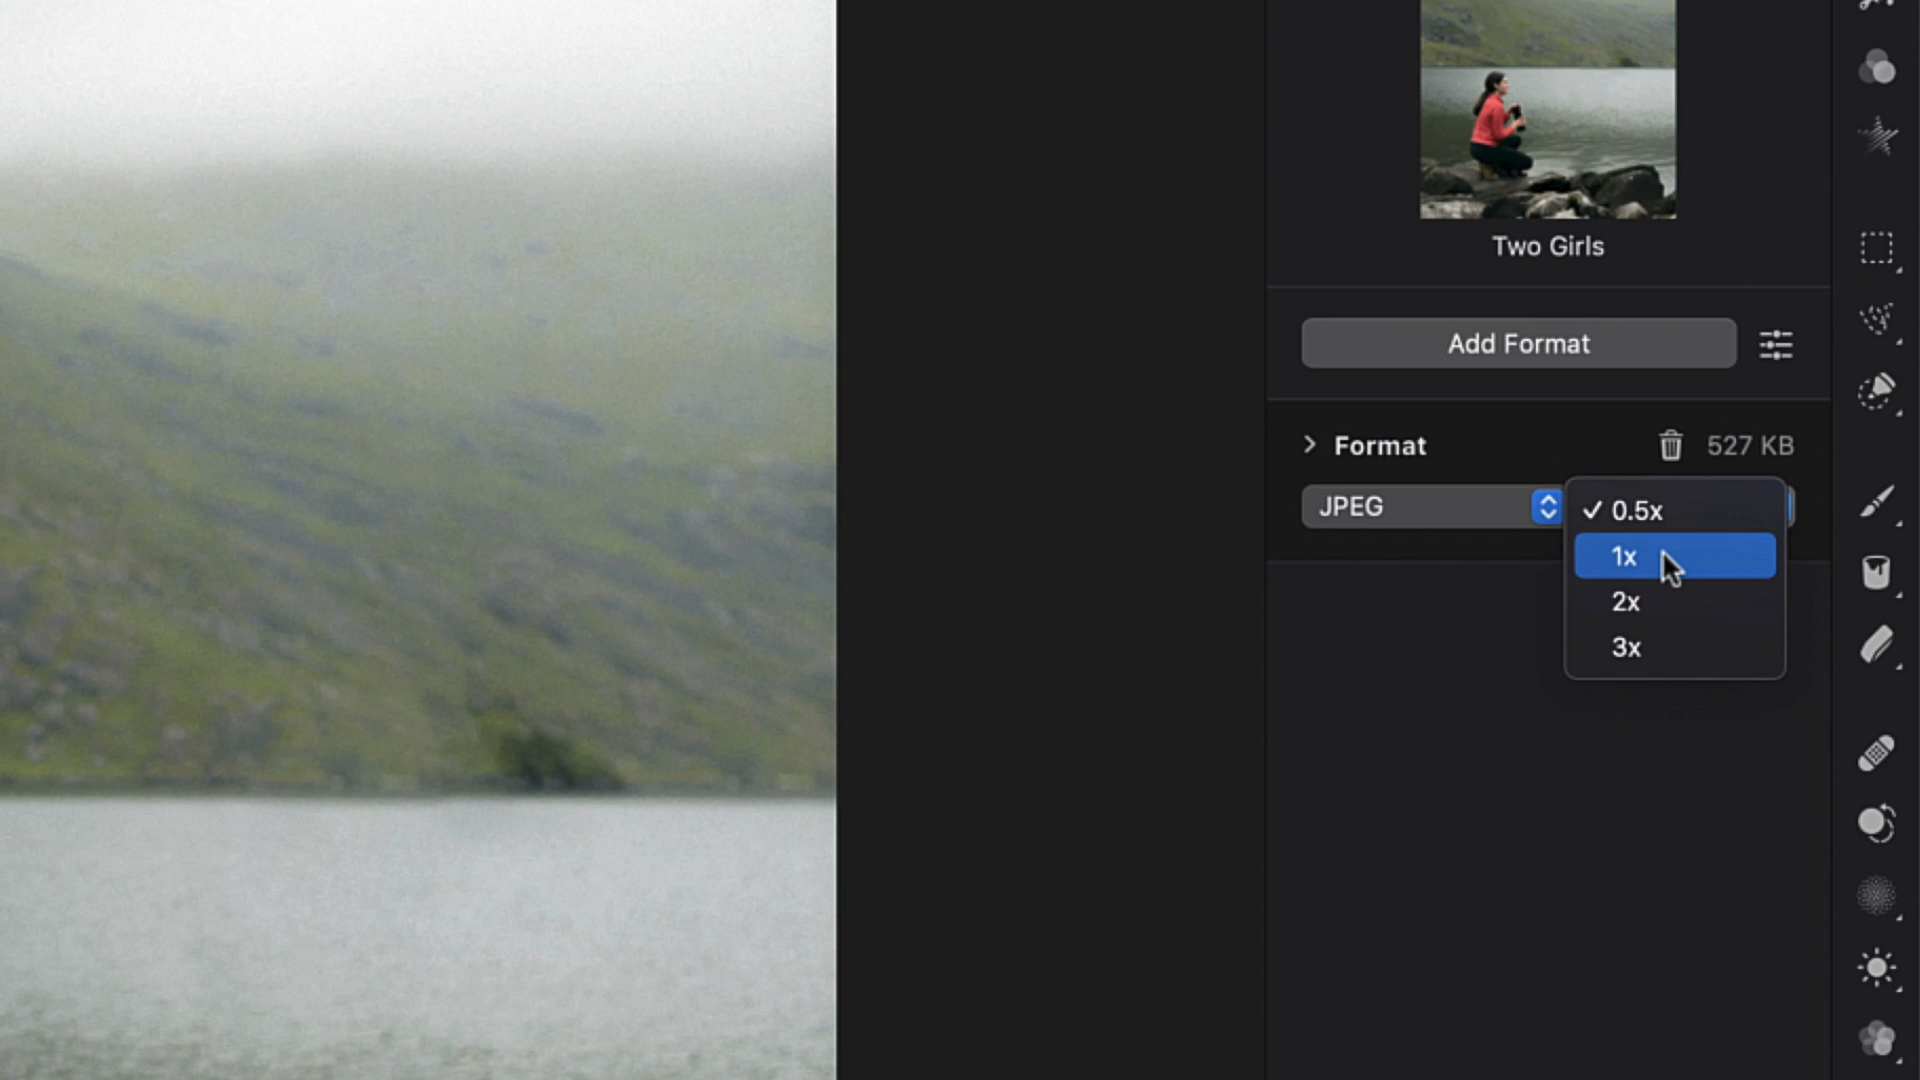 Two Girls
Add Format
Format 527 KB
JPEG
0.5x
1x
2x
3x